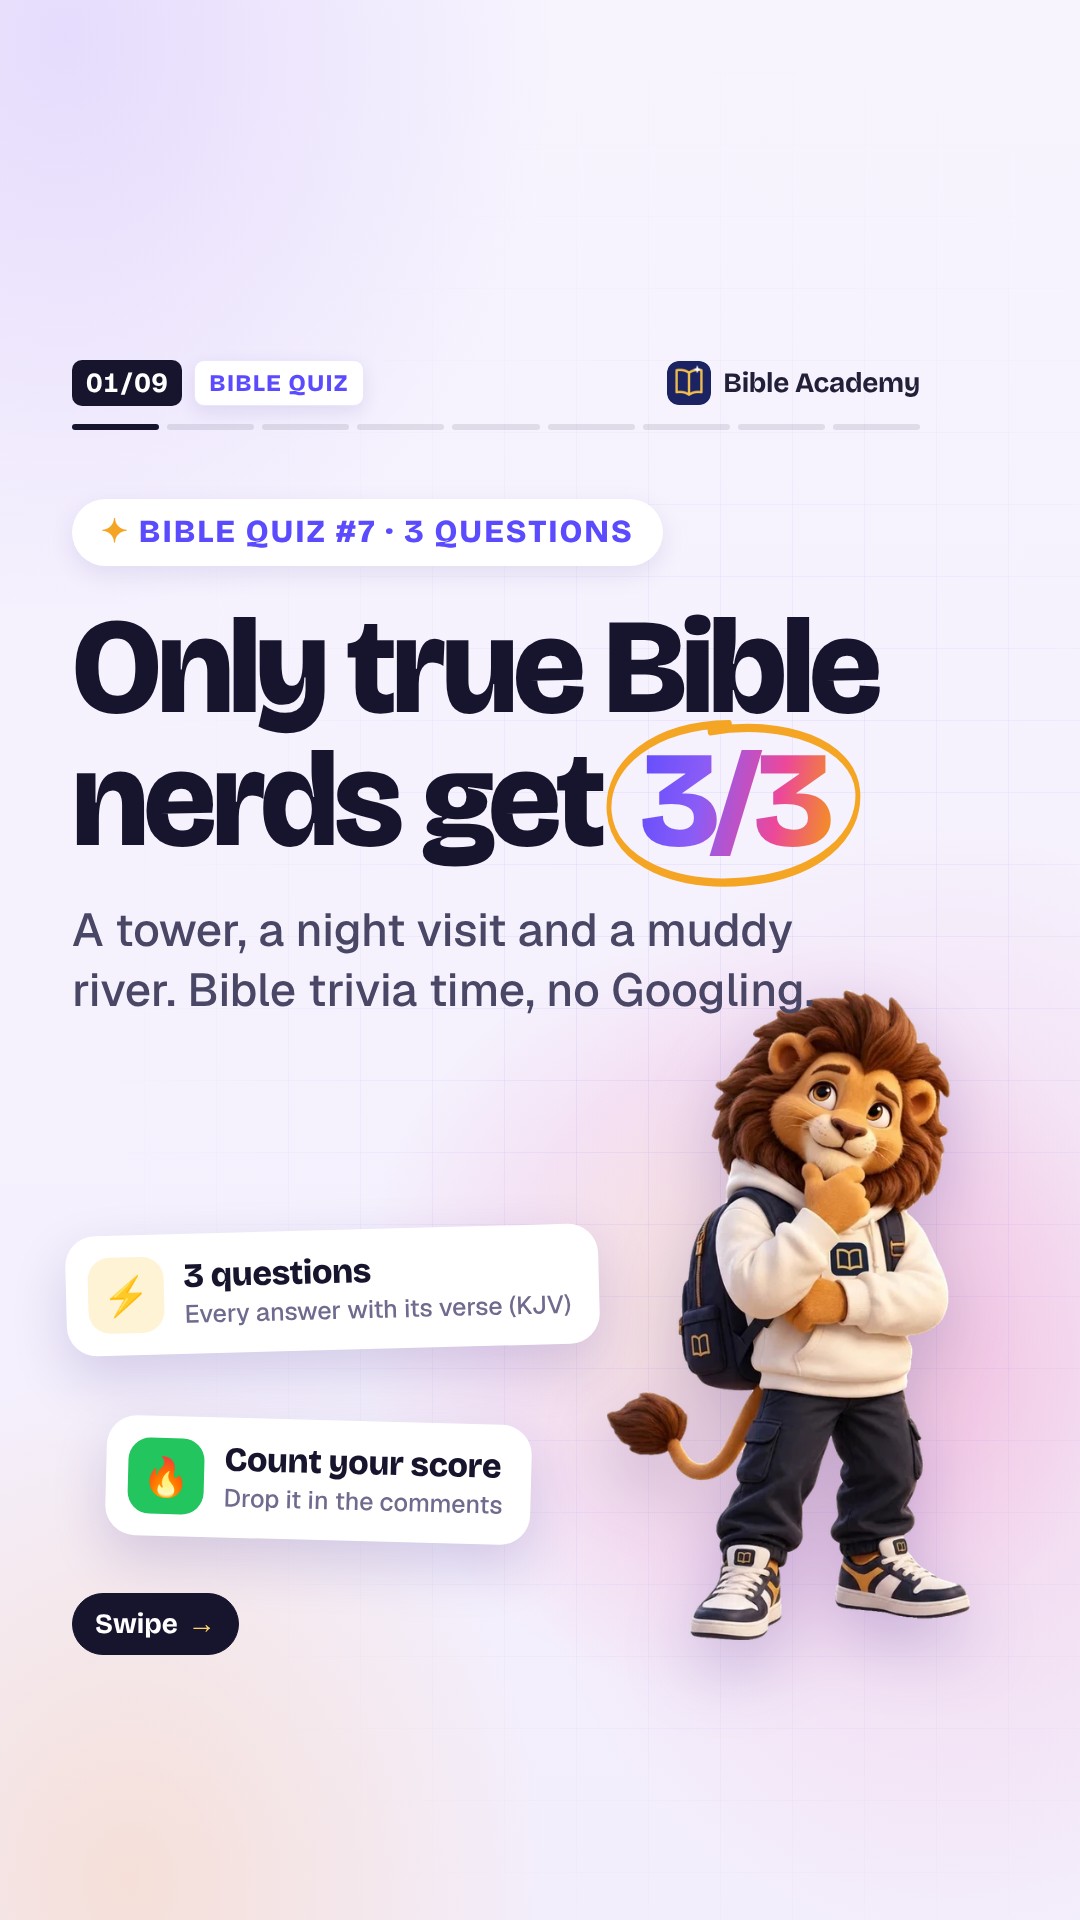 01/09
BIBLE QUIZ
Bible Academy
✦ BIBLE QUIZ #7 · 3 QUESTIONS
Only true Bible
nerds get 3/3
A tower, a night visit and a muddy
river. Bible trivia time, no Googling.
3 questions
Every answer with its verse (KJV)
Count your score
Drop it in the comments
Swipe →